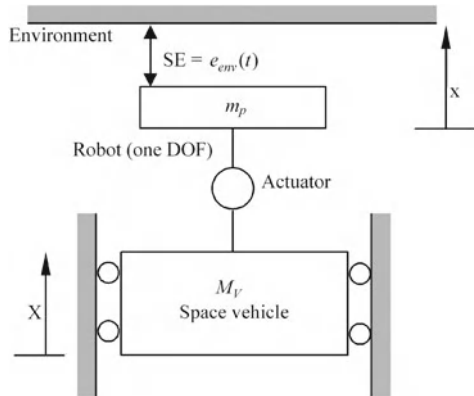 Environment
SE = e_env(t)
x
m_p
Robot (one DOF)
Actuator
X
M_V
Space vehicle